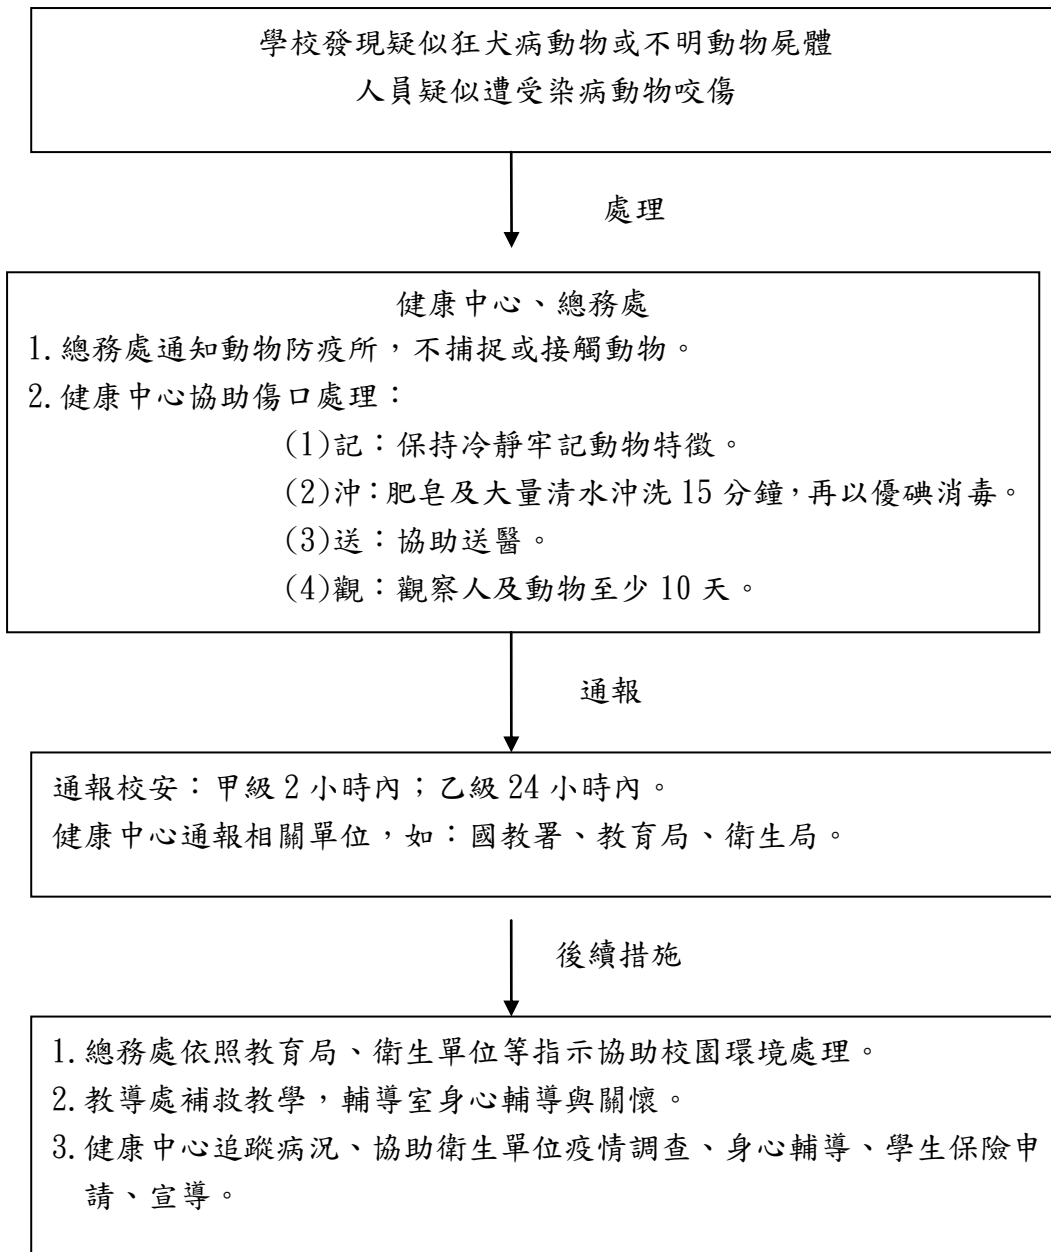 學校發現疑似狂犬病動物或不明動物屍體
人員疑似遭受染病動物咬傷
處理
健康中心、總務處
1.總務處通知動物防疫所，不捕捉或接觸動物。
2.健康中心協助傷口處理：
(1)記：保持冷靜牢記動物特徵。
(2)沖：肥皂及大量清水沖洗 15 分鐘，再以優碘消毒。
(3)送：協助送醫。
(4)觀：觀察人及動物至少 10 天。
通報
通報校安：甲級 2 小時內；乙級 24 小時內。
健康中心通報相關單位，如：國教署、教育局、衛生局。
後續措施
1.總務處依照教育局、衛生單位等指示協助校園環境處理。
2.教導處補救教學，輔導室身心輔導與關懷。
3.健康中心追蹤病況、協助衛生單位疫情調查、身心輔導、學生保險申
請、宣導。